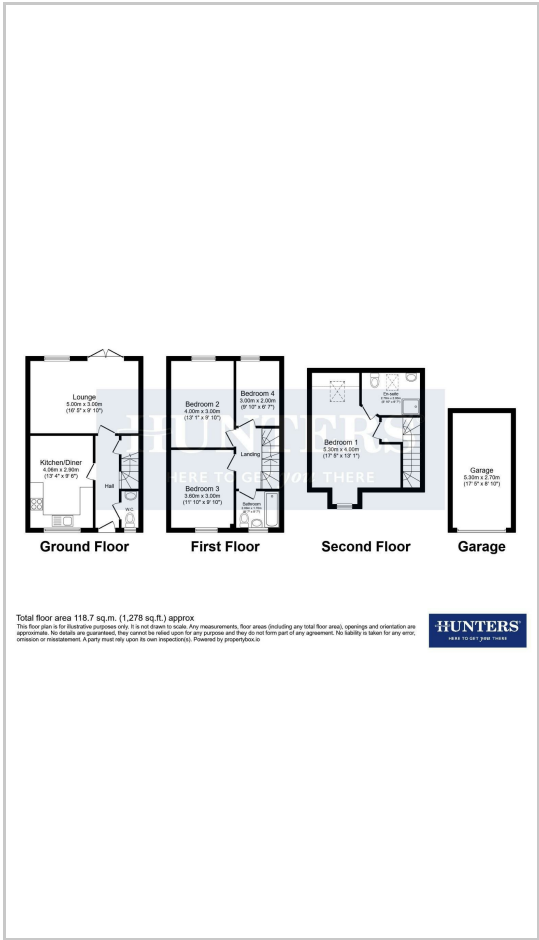 Lounge
5.00m x 3.00m
(16' 5" x 9' 10")
Kitchen/Diner
4.06m x 2.90m
(13' 4" x 9' 6")
Hall
W.C.
Ground Floor
Bedroom 2
4.00m x 3.00m
(13' 1" x 9' 10")
Bedroom 4
3.00m x 2.00m
(9' 10" x 6' 7")
Landing
Bedroom 3
3.60m x 3.00m
(11' 10" x 9' 10")
Bathroom
First Floor
En-suite
Bedroom 1
5.30m x 4.00m
(17' 5" x 13' 1")
Second Floor
Garage
5.30m x 2.70m
(17' 5" x 8' 10")
Garage
HUNTERS
HERE TO GET you THERE
Total floor area 118.7 sq.m. (1,278 sq.ft.) approx
This floor plan is for illustrative purposes only. It is not drawn to scale. Any measurements, floor areas (including any total floor area), openings and orientation are
approximate. No details are guaranteed, they cannot be relied upon for any purpose and they do not form part of any agreement. No liability is taken for any error,
omission or misstatement. A party must rely upon its own inspection(s). Powered by propertybox.io
HUNTERS®
HERE TO GET you THERE